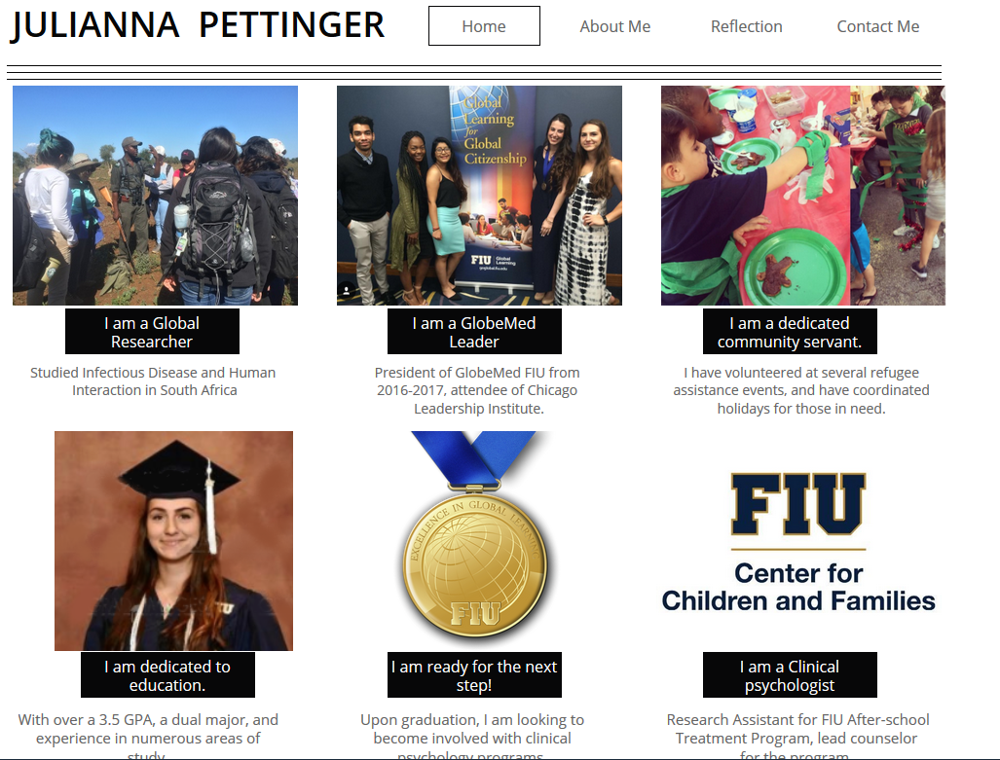 JULIANNA PETTINGER
Home
About Me
Reflection
Contact Me
Global
Learning
for
Global
Citizenship
FIU Global
Learning
I am a Global
Researcher
I am a GlobeMed
Leader
I am a dedicated
community servant.
Studied Infectious Disease and Human
Interaction in South Africa
President of GlobeMed FIU from
2016-2017, attendee of Chicago
Leadership Institute.
I have volunteered at several refugee
assistance events, and have coordinated
holidays for those in need.
EXCELLENCE IN GLOBAL LEARNING
FIU
FIU
Center for
Children and Families
I am dedicated to
education.
I am ready for the next
step!
I am a Clinical
psychologist
With over a 3.5 GPA, a dual major, and
experience in numerous areas of
study.
Upon graduation, I am looking to
become involved with clinical
psychology programs
Research Assistant for FIU After-school
Treatment Program, lead counselor
for the program